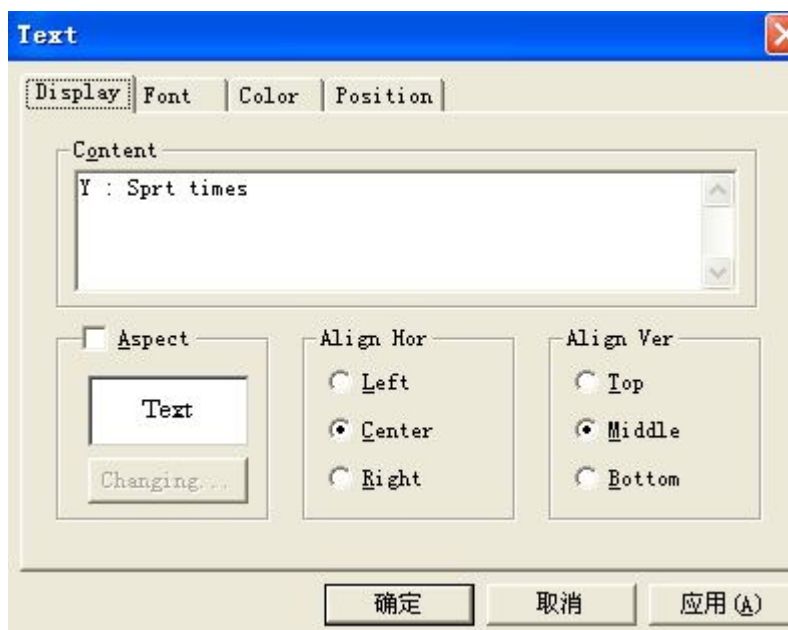 Text
Display Font Color Position
Content
Y : Sprt times
Aspect
Align Hor
Align Ver
Text
Changing...
Left
Center
Right
Top
Middle
Bottom
确定 取消 应用(A)